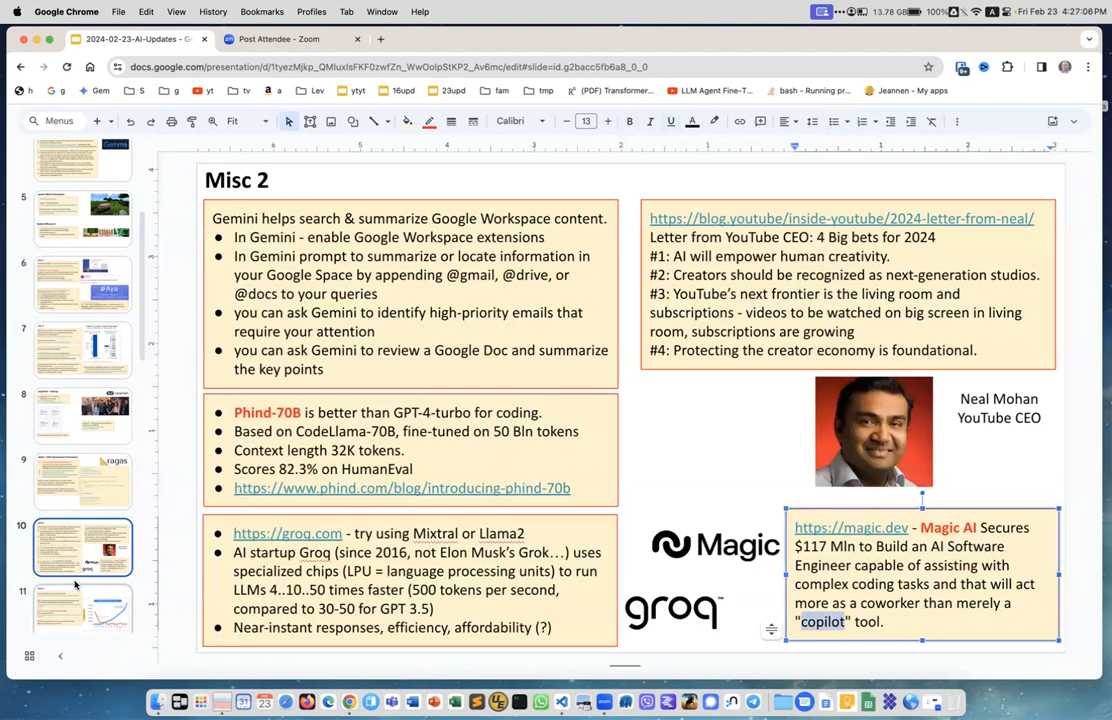 Google Chrome File Edit View History Bookmarks Profiles Tab Window Help
13.78 GB 100% A Fri Feb 23 4:27:06 PM
2024-02-23-AI-Updates - G Post Attendee - Zoom
docs.google.com/presentation/d/1tyezMjkp_QMluxIsFKF0zwfZn_WwOolpStKP2_Av6mc/edit#slide=id.g2bacc5fb6a8_0_0
h g Gem S g yt tv a Lev ytyt 16upd 23upd fam tmp (PDF) Transformer... LLM Agent Fine-T... bash - Running pr... Jeannen - My apps
Menus Fit Calibri 13
6 5 4 3 2 1 1 2 3
Gemma
5
6
Aya
7
8
9
ragas
10
11
Misc 2
Gemini helps search & summarize Google Workspace content.
● In Gemini - enable Google Workspace extensions
● In Gemini prompt to summarize or locate information in
your Google Space by appending @gmail, @drive, or
@docs to your queries
● you can ask Gemini to identify high-priority emails that
require your attention
● you can ask Gemini to review a Google Doc and summarize
the key points
● Phind-70B is better than GPT-4-turbo for coding.
● Based on CodeLlama-70B, fine-tuned on 50 Bln tokens
● Context length 32K tokens.
● Scores 82.3% on HumanEval
● https://www.phind.com/blog/introducing-phind-70b
● https://groq.com - try using Mixtral or Llama2
● AI startup Groq (since 2016, not Elon Musk's Grok...) uses
specialized chips (LPU = language processing units) to run
LLMs 4..10..50 times faster (500 tokens per second,
compared to 30-50 for GPT 3.5)
● Near-instant responses, efficiency, affordability (?)
https://blog.youtube/inside-youtube/2024-letter-from-neal/
Letter from YouTube CEO: 4 Big bets for 2024
#1: AI will empower human creativity.
#2: Creators should be recognized as next-generation studios.
#3: YouTube's next frontier is the living room and
subscriptions - videos to be watched on big screen in living
room, subscriptions are growing
#4: Protecting the creator economy is foundational.
Neal Mohan
YouTube CEO
Magic
groq™
https://magic.dev - Magic AI Secures
$117 Mln to Build an AI Software
Engineer capable of assisting with
complex coding tasks and that will act
more as a coworker than merely a
"copilot" tool.